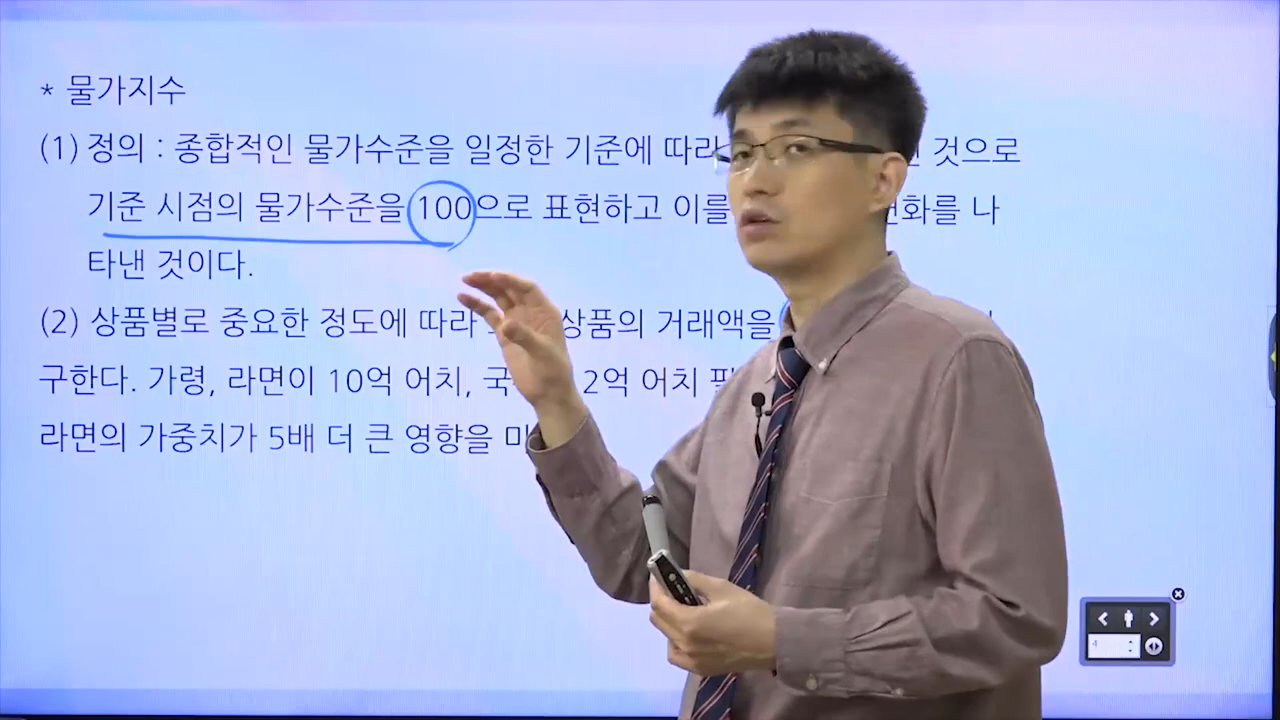 * 물가지수
(1) 정의 : 종합적인 물가수준을 일정한 기준에 따라 것으로
기준 시점의 물가수준을 100으로 표현하고 이를 변화를 나
타낸 것이다.
(2) 상품별로 중요한 정도에 따라 상품의 거래액을
구한다. 가령, 라면이 10억 어치, 2억 어치
라면의 가중치가 5배 더 큰 영향을
4